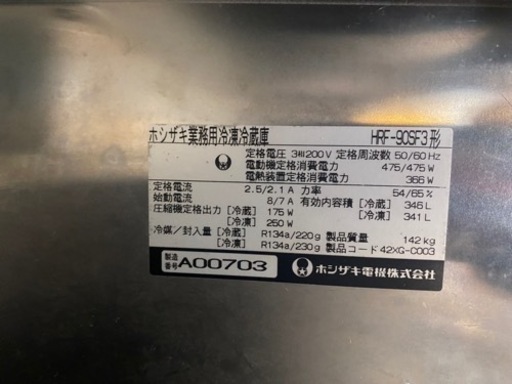 ホシザキ業務用冷凍冷蔵庫 HRF-90SF3 形
定格電圧 3相200V 定格周波数 50/60Hz
電動機定格消費電力 475/475W
電熱装置定格消費電力 366W
定格電流 2.5/2.1A 力率 54/65%
始動電流 8/7A 有効内容積 [冷蔵] 346L
圧縮機定格出力 [冷蔵] 175W [冷凍] 341L
[冷凍] 250W
冷媒/封入量 [冷蔵] R134a/220g 製品質量 142kg
[冷凍] R134a/230g 製品コード 42XG-C003
製造番号 A00703 ホシザキ電機株式会社